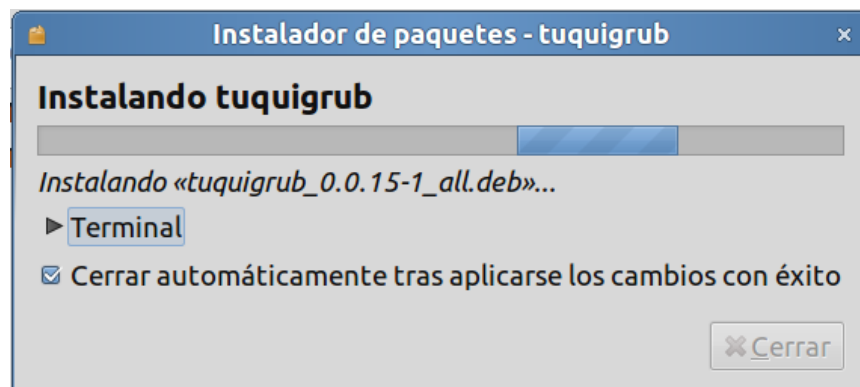 Instalador de paquetes - tuquigrub
Instalando tuquigrub
Instalando «tuquigrub_0.0.15-1_all.deb»...
Terminal
Cerrar automáticamente tras aplicarse los cambios con éxito
Cerrar